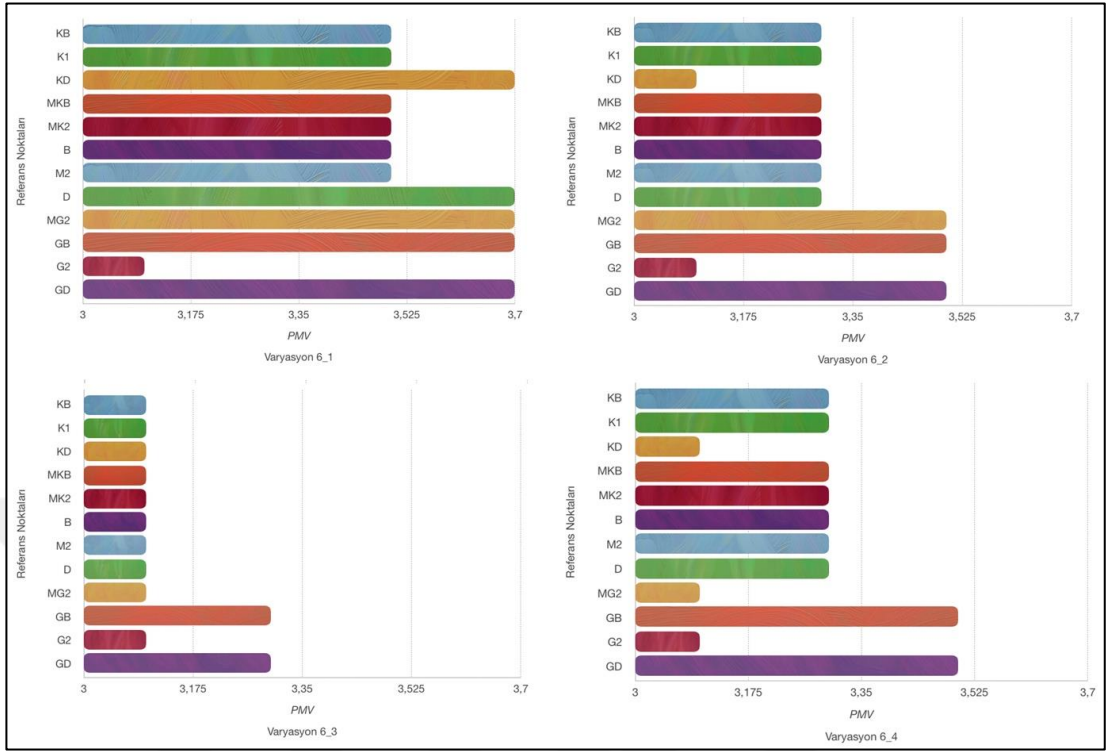 Referans Noktaları
KB
K1
KD
MKB
MK2
B
M2
D
MG2
GB
G2
GD
3 3,175 3,35 3,525 3,7
PMV
Varyasyon 6_1
Referans Noktaları
KB
K1
KD
MKB
MK2
B
M2
D
MG2
GB
G2
GD
3 3,175 3,35 3,525 3,7
PMV
Varyasyon 6_2
Referans Noktaları
KB
K1
KD
MKB
MK2
B
M2
D
MG2
GB
G2
GD
3 3,175 3,35 3,525 3,7
PMV
Varyasyon 6_3
Referans Noktaları
KB
K1
KD
MKB
MK2
B
M2
D
MG2
GB
G2
GD
3 3,175 3,35 3,525 3,7
PMV
Varyasyon 6_4